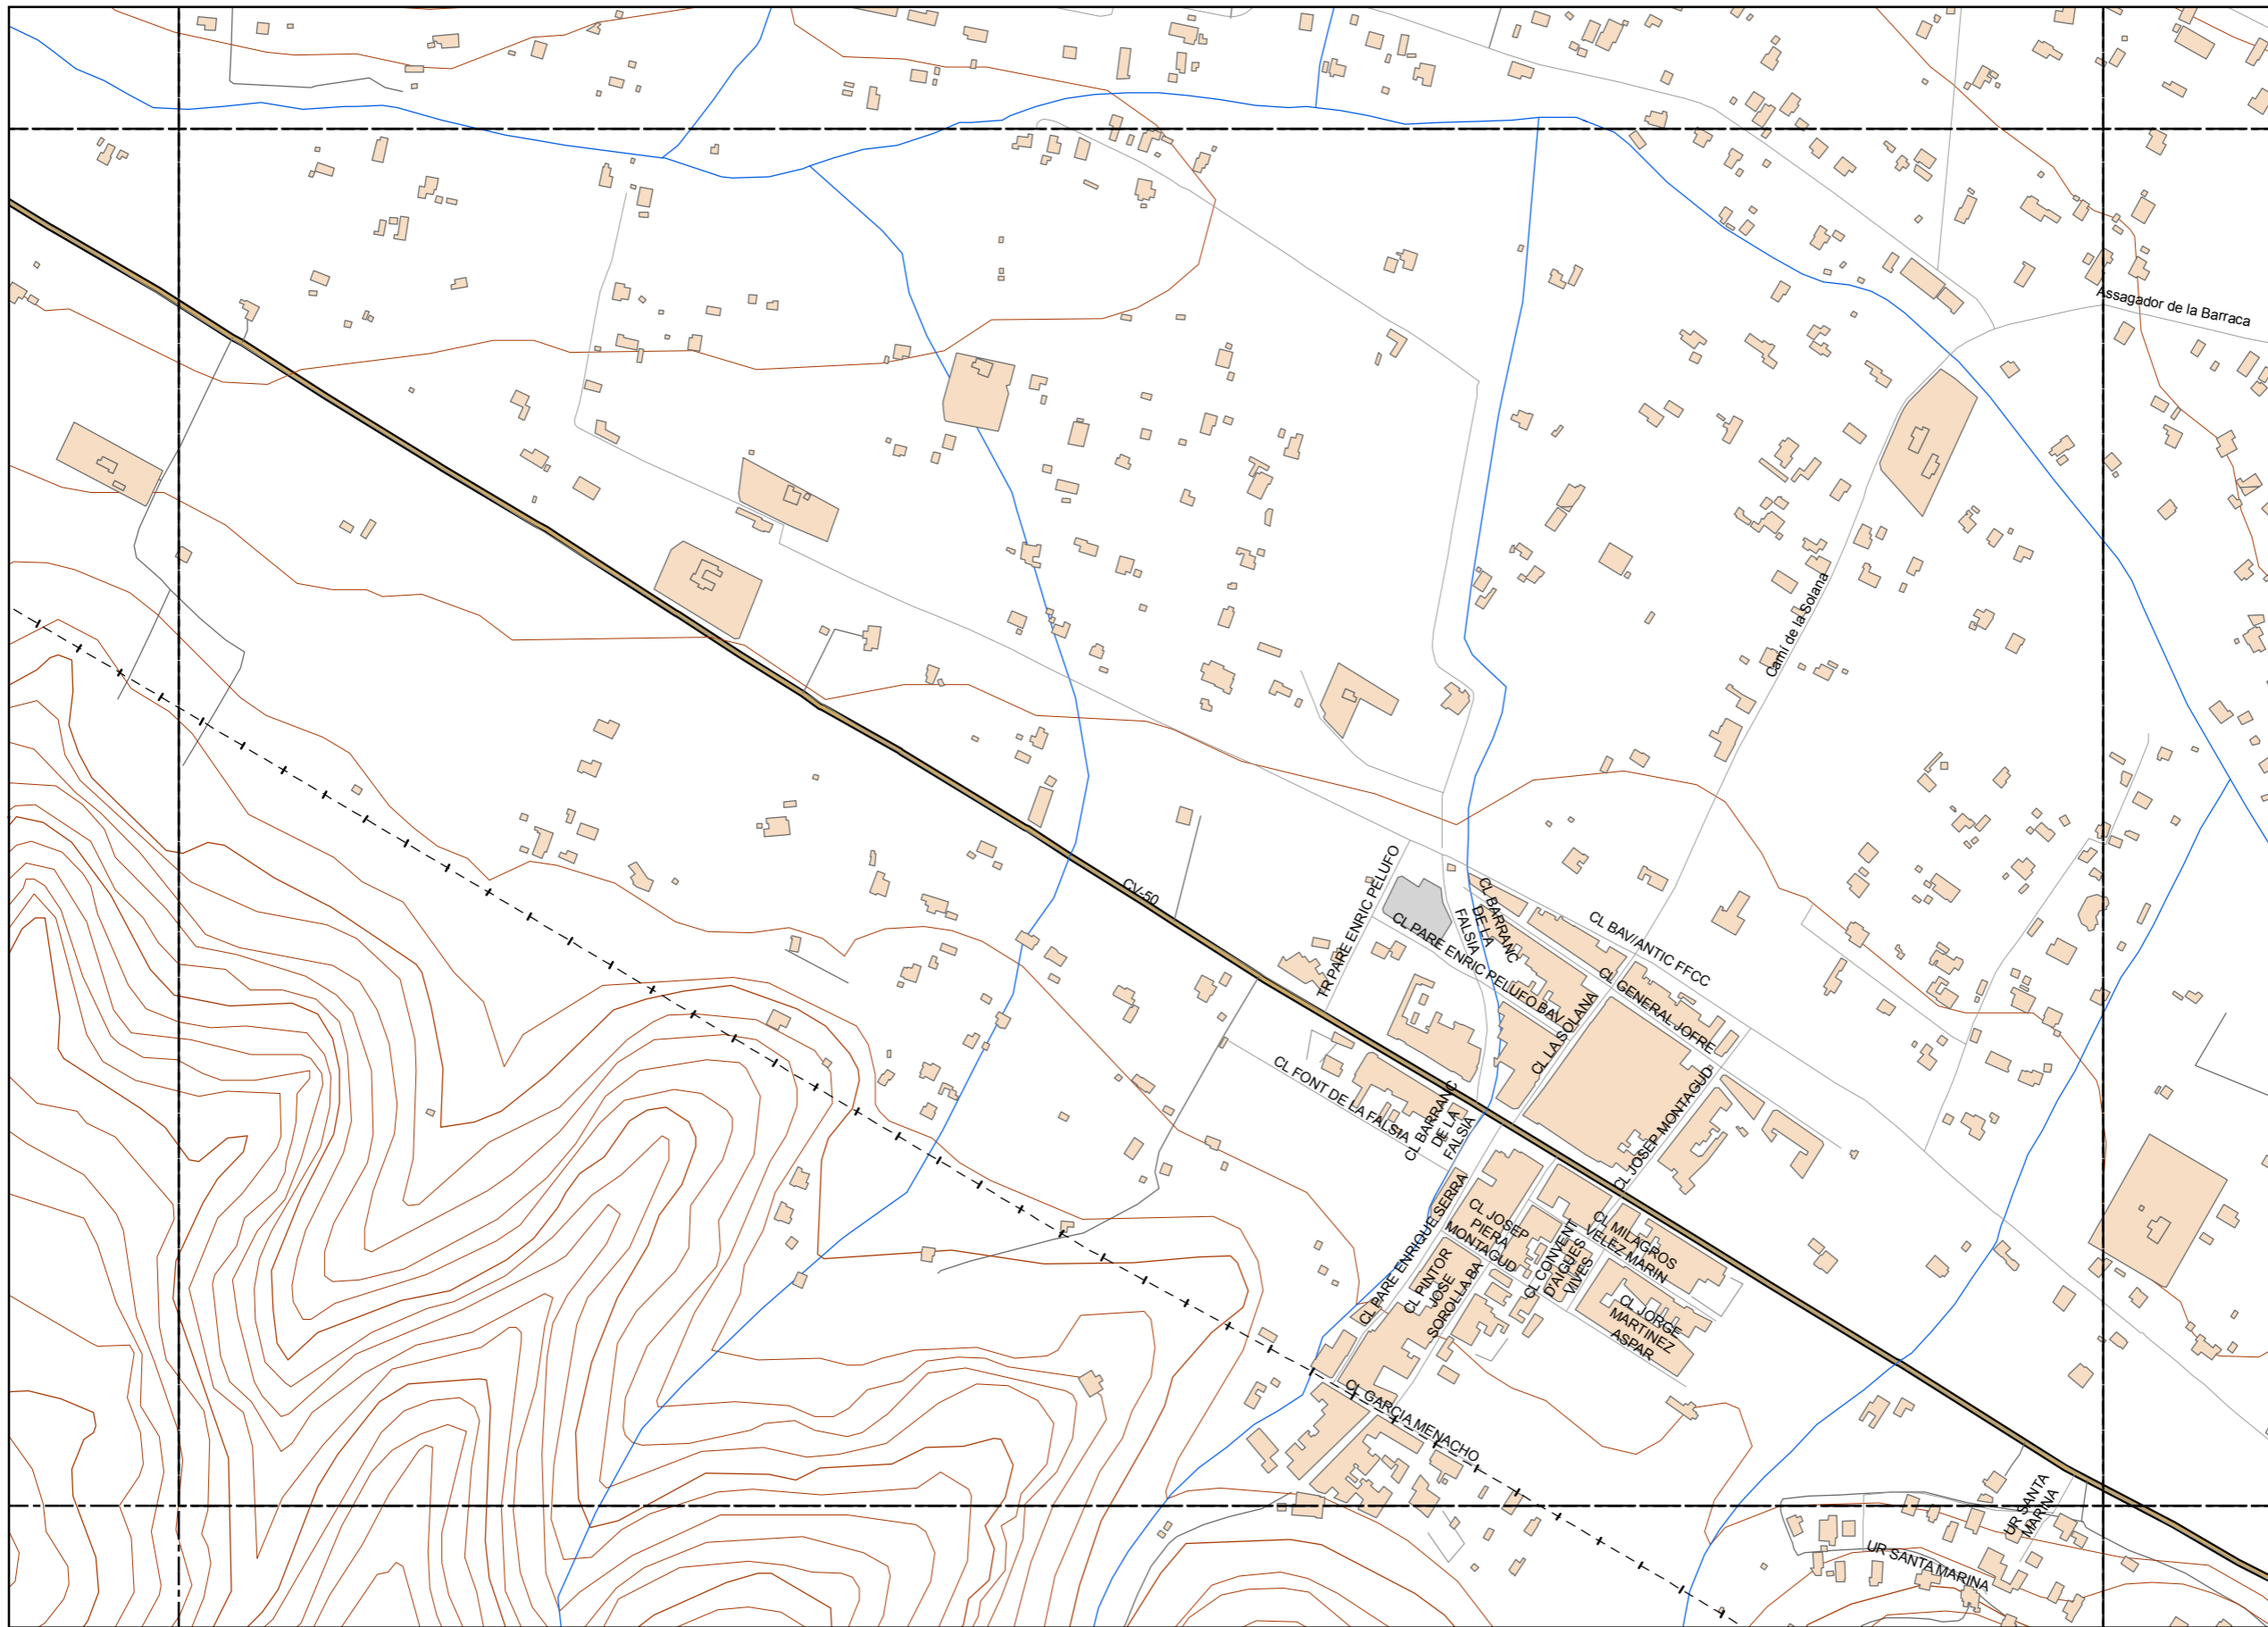 Assagador de la Barraca
Camí de la Solana
CV-50
TR PARE ENRIC PELUFO
CL BARRANC
DE LA
FALSIA
CL PARE ENRIC PELUFO BAV
CL BAV/ANTIC FFCC
CL GENERAL JOFRE
CL LA SOLANA
CL JOSEP MONTAGUD
CL FONT DE LA FALSIA
CL BARRANC
DE LA
FALSIA
CL PARE ENRIQUE SERRA
CL JOSEP
PIERA
MONTAGUD
CL CONVENT
D'AIGUES
VIVES
CL MILAGROS
VELEZ MARIN
CL PINTOR
JOSE
SOROLLA BA
CL JORGE
MARTINEZ
ASPAR
CL GARCIA MENACHO
UR SANTA
MARINA
UR SANTA MARINA